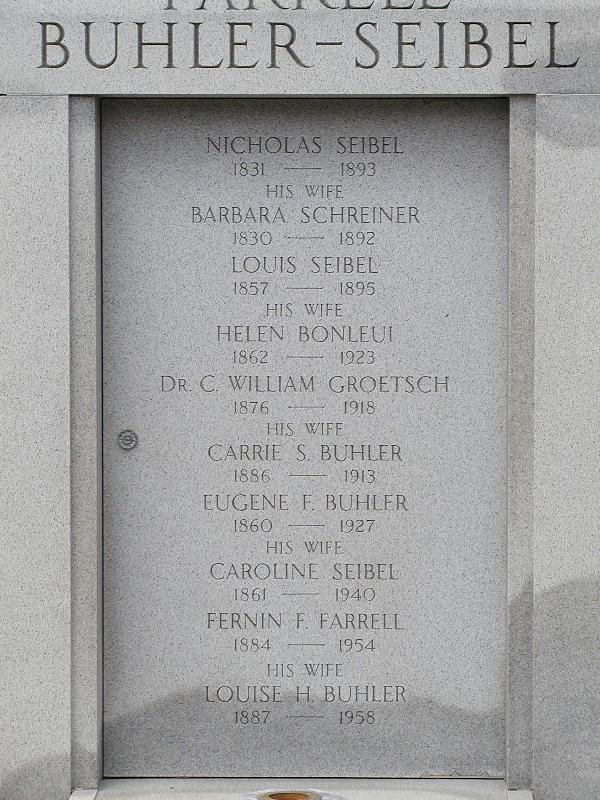 FARRELL
BUHLER–SEIBEL
NICHOLAS SEIBEL
1831 — 1893
HIS WIFE
BARBARA SCHREINER
1830 — 1892
LOUIS SEIBEL
1857 — 1895
HIS WIFE
HELEN BONLEUI
1862 — 1923
DR. C. WILLIAM GROETSCH
1876 — 1918
HIS WIFE
CARRIE S. BUHLER
1886 — 1913
EUGENE F. BUHLER
1860 — 1927
HIS WIFE
CAROLINE SEIBEL
1861 — 1940
FERNIN F. FARRELL
1884 — 1954
HIS WIFE
LOUISE H. BUHLER
1887 — 1958